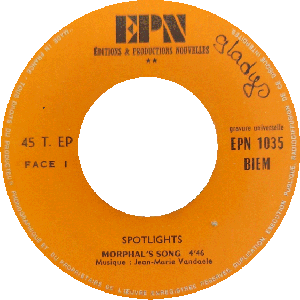 EPN
ÉDITIONS & PRODUCTIONS NOUVELLES
★★
gladys
gravure universelle
45 T. EP
EPN 1035
FACE I
BIEM
SPOTLIGHTS
MORPHAL'S SONG 4'46
Musique : Jean-Marie Vandaele